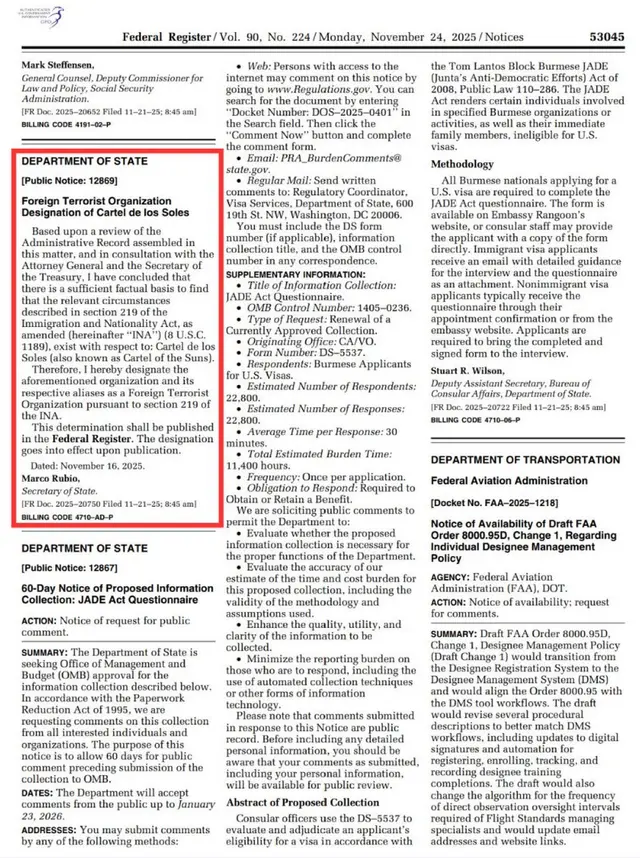 AUTHENTICATED
U.S. GOVERNMENT
INFORMATION
GPO
Federal Register / Vol. 90, No. 224 / Monday, November 24, 2025 / Notices
53045
Mark Steffensen,
General Counsel, Deputy Commissioner for
Law and Policy, Social Security
Administration.
[FR Doc. 2025–20652 Filed 11–21–25; 8:45 am]
BILLING CODE 4191–02–P
DEPARTMENT OF STATE
[Public Notice: 12869]
Foreign Terrorist Organization
Designation of Cartel de los Soles
Based upon a review of the
Administrative Record assembled in
this matter, and in consultation with the
Attorney General and the Secretary of
the Treasury, I have concluded that
there is a sufficient factual basis to find
that the relevant circumstances
described in section 219 of the
Immigration and Nationality Act, as
amended (hereinafter ‘‘INA’’) (8 U.S.C.
1189), exist with respect to: Cartel de los
Soles (also known as Cartel of the Suns).
Therefore, I hereby designate the
aforementioned organization and its
respective aliases as a Foreign Terrorist
Organization pursuant to section 219 of
the INA.
This determination shall be published
in the Federal Register. The designation
goes into effect upon publication.
Dated: November 16, 2025.
Marco Rubio,
Secretary of State.
[FR Doc. 2025–20750 Filed 11–21–25; 8:45 am]
BILLING CODE 4710–AD–P
DEPARTMENT OF STATE
[Public Notice: 12867]
60-Day Notice of Proposed Information
Collection: JADE Act Questionnaire
ACTION: Notice of request for public
comment.
SUMMARY: The Department of State is
seeking Office of Management and
Budget (OMB) approval for the
information collection described below.
In accordance with the Paperwork
Reduction Act of 1995, we are
requesting comments on this collection
from all interested individuals and
organizations. The purpose of this
notice is to allow 60 days for public
comment preceding submission of the
collection to OMB.
DATES: The Department will accept
comments from the public up to January
23, 2026.
ADDRESSES: You may submit comments
by any of the following methods:
• Web: Persons with access to the
internet may comment on this notice by
going to www.Regulations.gov. You can
search for the document by entering
‘‘Docket Number: DOS–2025–0401’’ in
the Search field. Then click the
‘‘Comment Now’’ button and complete
the comment form.
• Email: PRA_BurdenComments@
state.gov.
• Regular Mail: Send written
comments to: Regulatory Coordinator,
Visa Services, Department of State, 600
19th St. NW, Washington, DC 20006.
You must include the DS form
number (if applicable), information
collection title, and the OMB control
number in any correspondence.
SUPPLEMENTARY INFORMATION:
• Title of Information Collection:
JADE Act Questionnaire.
• OMB Control Number: 1405–0236.
• Type of Request: Renewal of a
Currently Approved Collection.
• Originating Office: CA/VO.
• Form Number: DS–5537.
• Respondents: Burmese Applicants
for U.S. Visas.
• Estimated Number of Respondents:
22,800.
• Estimated Number of Responses:
22,800.
• Average Time per Response: 30
minutes.
• Total Estimated Burden Time:
11,400 hours.
• Frequency: Once per application.
• Obligation to Respond: Required to
Obtain or Retain a Benefit.
We are soliciting public comments to
permit the Department to:
• Evaluate whether the proposed
information collection is necessary for
the proper functions of the Department.
• Evaluate the accuracy of our
estimate of the time and cost burden for
this proposed collection, including the
validity of the methodology and
assumptions used.
• Enhance the quality, utility, and
clarity of the information to be
collected.
• Minimize the reporting burden on
those who are to respond, including the
use of automated collection techniques
or other forms of information
technology.
Please note that comments submitted
in response to this Notice are public
record. Before including any detailed
personal information, you should be
aware that your comments as submitted,
including your personal information,
will be available for public review.
Abstract of Proposed Collection
Consular officers use the DS–5537 to
evaluate and adjudicate an applicant's
eligibility for a visa in accordance with
the Tom Lantos Block Burmese JADE
(Junta's Anti-Democratic Efforts) Act of
2008, Public Law 110–286. The JADE
Act renders certain individuals involved
in specified Burmese organizations or
activities, as well as their immediate
family members, ineligible for U.S.
visas.
Methodology
All Burmese nationals applying for a
U.S. visa are required to complete the
JADE Act questionnaire. The form is
available on Embassy Rangoon's
website, or consular staff may provide
the applicant with a copy of the form
directly. Immigrant visa applicants
receive an email with detailed guidance
for the interview and the questionnaire
as an attachment. Nonimmigrant visa
applicants typically receive the
questionnaire through their
appointment confirmation or from the
embassy website. Applicants are
required to bring the completed and
signed form to the interview.
Stuart R. Wilson,
Deputy Assistant Secretary, Bureau of
Consular Affairs, Department of State.
[FR Doc. 2025–20722 Filed 11–21–25; 8:45 am]
BILLING CODE 4710–06–P
DEPARTMENT OF TRANSPORTATION
Federal Aviation Administration
[Docket No. FAA–2025–1218]
Notice of Availability of Draft FAA
Order 8000.95D, Change 1, Regarding
Individual Designee Management
Policy
AGENCY: Federal Aviation
Administration (FAA), DOT.
ACTION: Notice of availability; request
for comments.
SUMMARY: Draft FAA Order 8000.95D,
Change 1, Designee Management Policy
(Draft Change 1) would transition from
the Designee Registration System to the
Designee Management System (DMS)
and would align the Order 8000.95 with
the DMS tool workflows. The draft
would revise several procedural
descriptions to better match DMS
workflows, including updates to digital
signatures and automation for
registering, enrolling, tracking, and
recording designee training
completions. The draft would also
change the algorithm for the frequency
of direct observation oversight intervals
required of Flight Standards managing
specialists and would update email
addresses and website links.